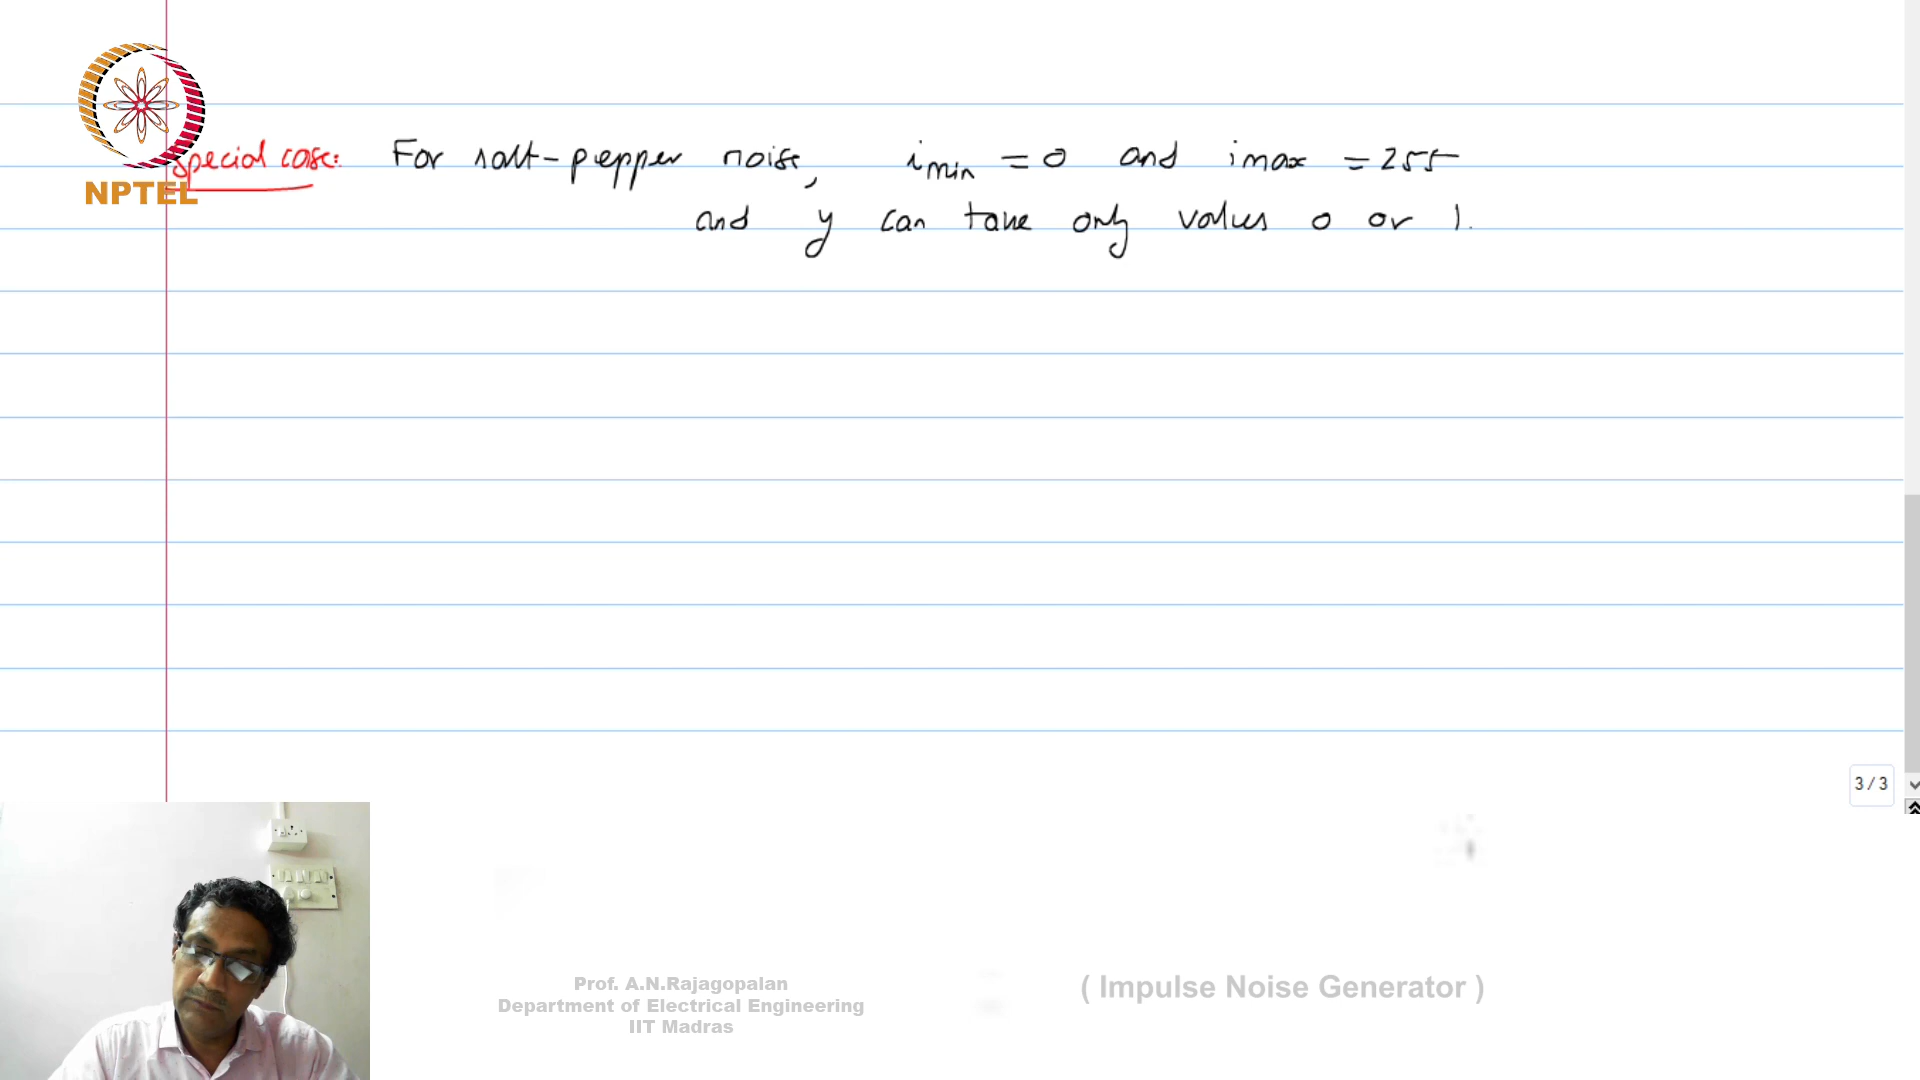 Special case: For salt-pepper noise, imin = 0 and imax = 255
and y can take only values 0 or 1.
NPTEL
3 / 3
Prof. A.N.Rajagopalan
Department of Electrical Engineering
IIT Madras
( Impulse Noise Generator )